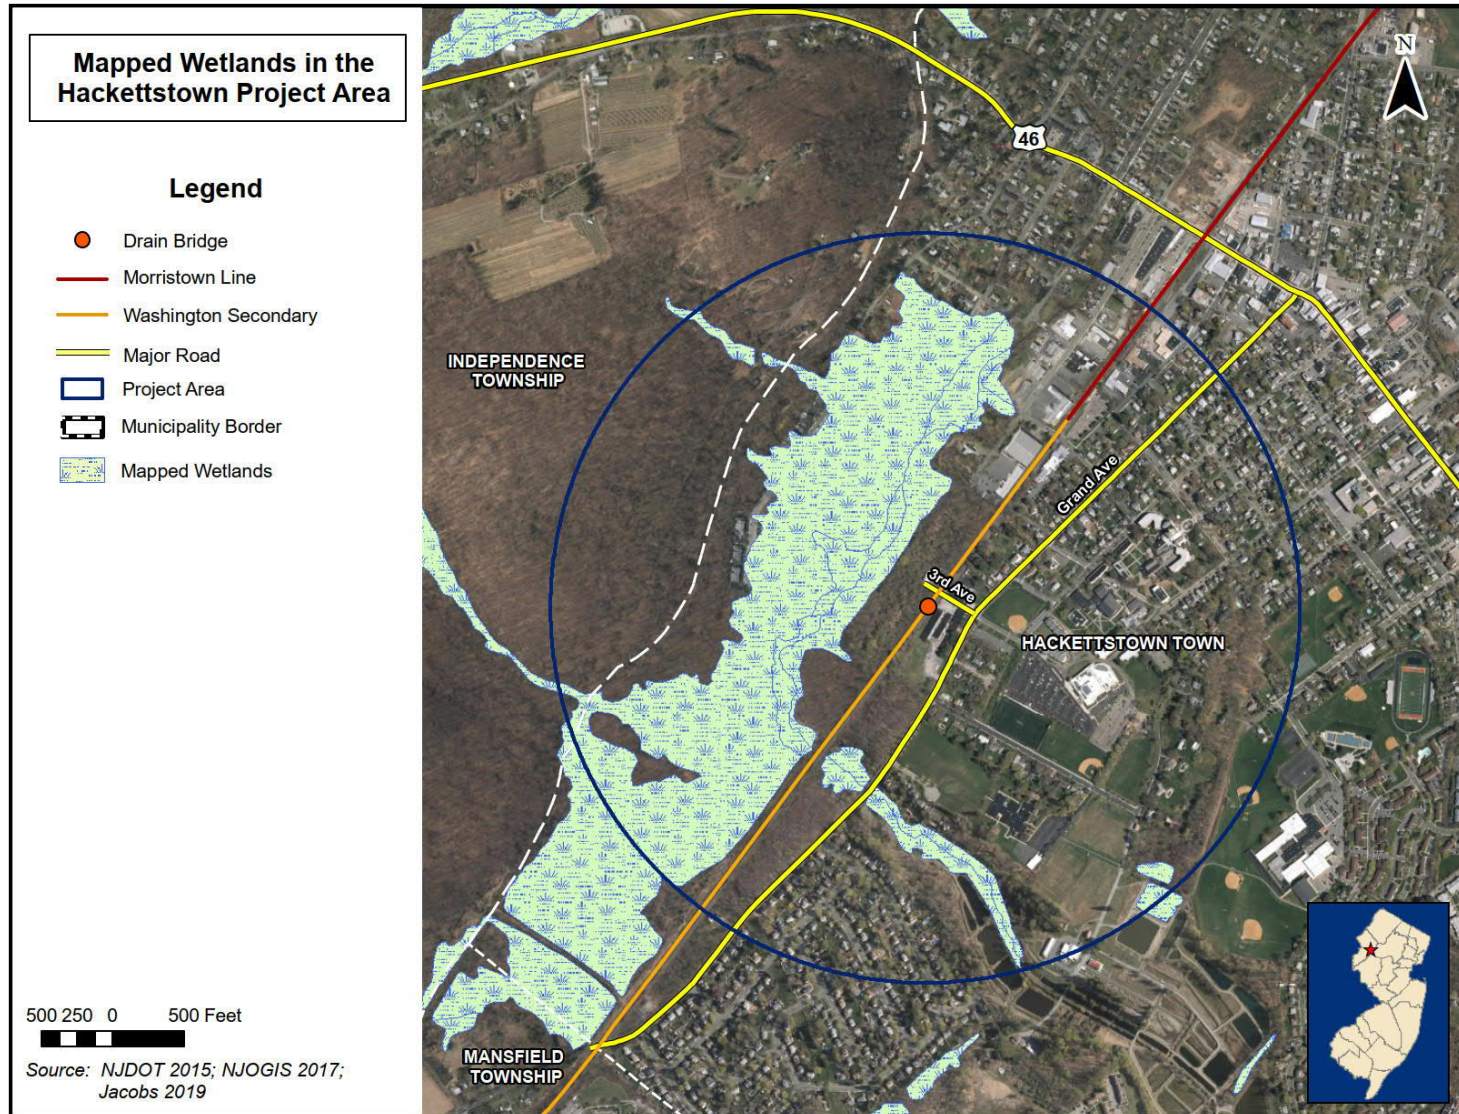 Mapped Wetlands in the
Hackettstown Project Area
Legend
Drain Bridge
Morristown Line
Washington Secondary
Major Road
Project Area
Municipality Border
Mapped Wetlands
500 250 0 500 Feet
Source: NJDOT 2015; NJOGIS 2017;
Jacobs 2019
N
46
INDEPENDENCE
TOWNSHIP
Grand Ave
3rd Ave
HACKETTSTOWN TOWN
MANSFIELD
TOWNSHIP